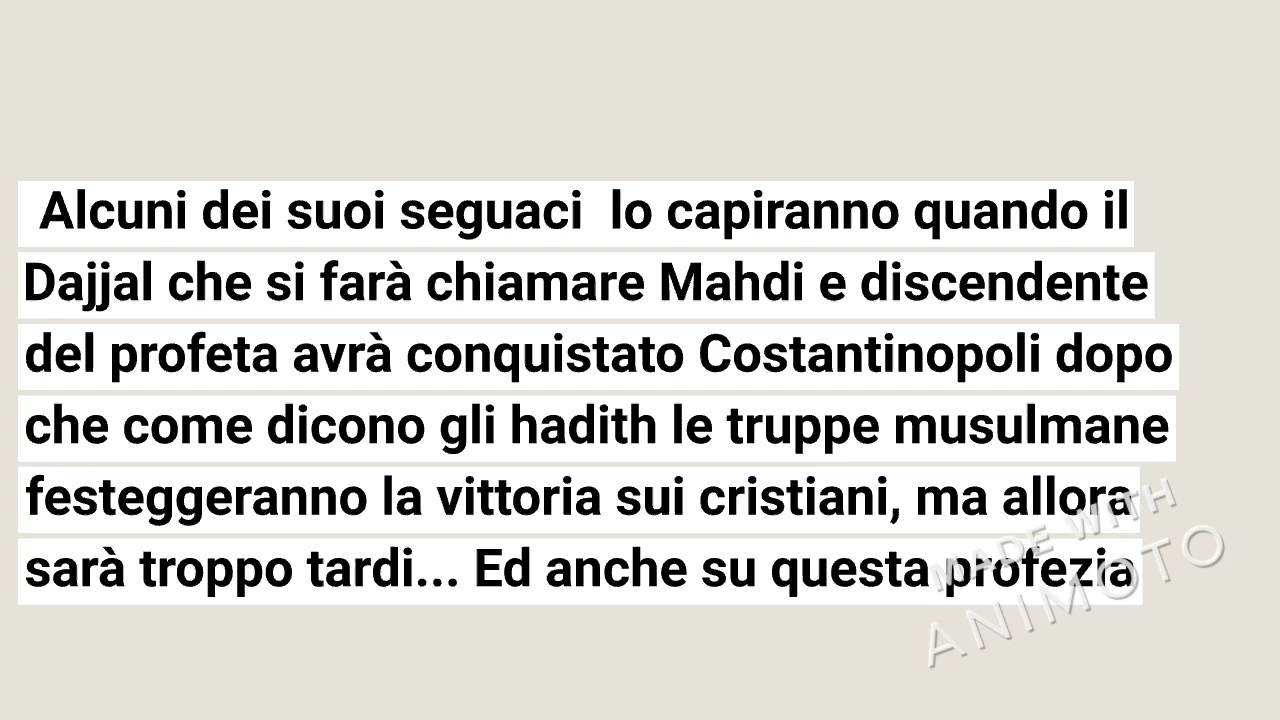 Alcuni dei suoi seguaci  lo capiranno quando il
Dajjal che si farà chiamare Mahdi e discendente
del profeta avrà conquistato Costantinopoli dopo
che come dicono gli hadith le truppe musulmane
festeggeranno la vittoria sui cristiani, ma allora
sarà troppo tardi... Ed anche su questa profezia
MADE WITH
ANIMOTO